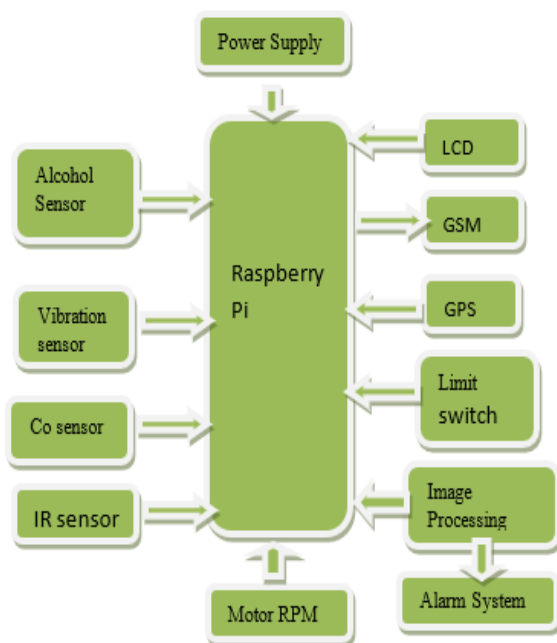 Power Supply
Alcohol
Sensor
Vibration
sensor
Co sensor
IR sensor
Raspberry
Pi
LCD
GSM
GPS
Limit
switch
Image
Processing
Alarm System
Motor RPM